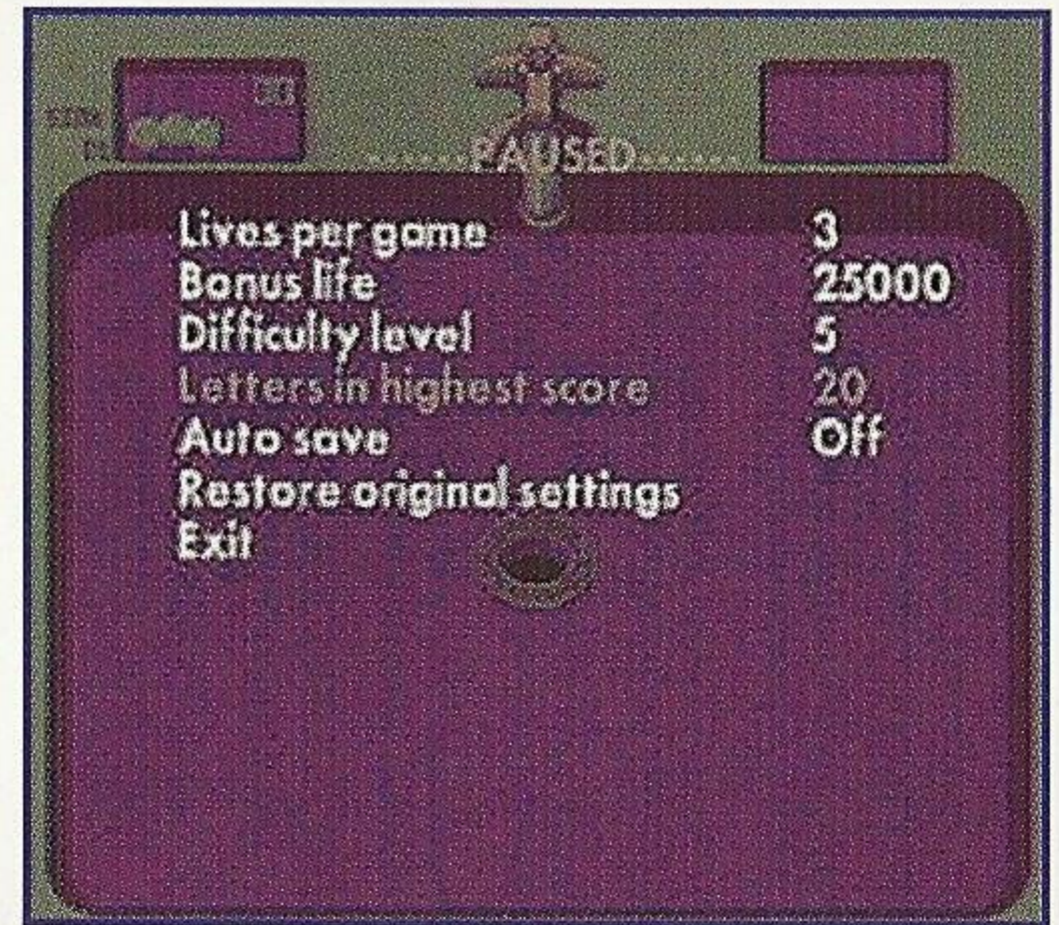 30
PAUSED
Lives per game 3
Bonus life 25000
Difficulty level 5
Letters in highest score 20
Auto save Off
Restore original settings
Exit